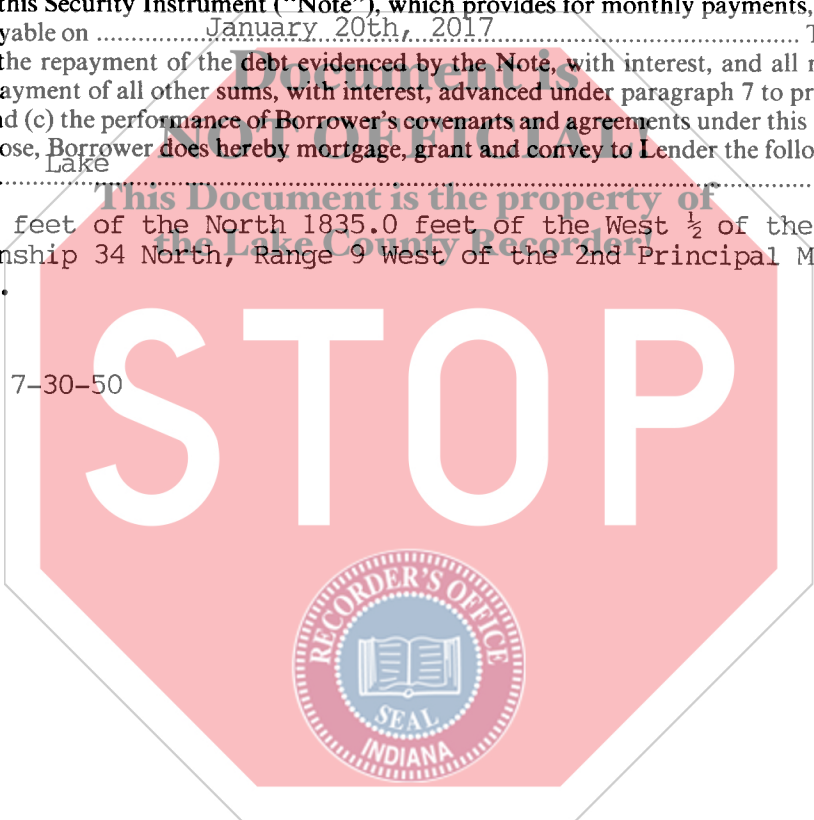 this Security Instrument ("Note"), which provides for monthly payments,
yable on .......... January 20th, 2017 ..........
the repayment of the debt evidenced by the Note, with interest, and all
ayment of all other sums, with interest, advanced under paragraph 7 to pr
d (c) the performance of Borrower's covenants and agreements under this
ose, Borrower does hereby mortgage, grant and convey to Lender the follo
Lake
Document is
NOT OFFICIAL!
This Document is the property of
the Lake County Recorder!
feet of the North 1835.0 feet of the West ½ of the
nship 34 North, Range 9 West of the 2nd Principal M
.
7-30-50
STOP
RECORDER'S OFFICE
SEAL
INDIANA